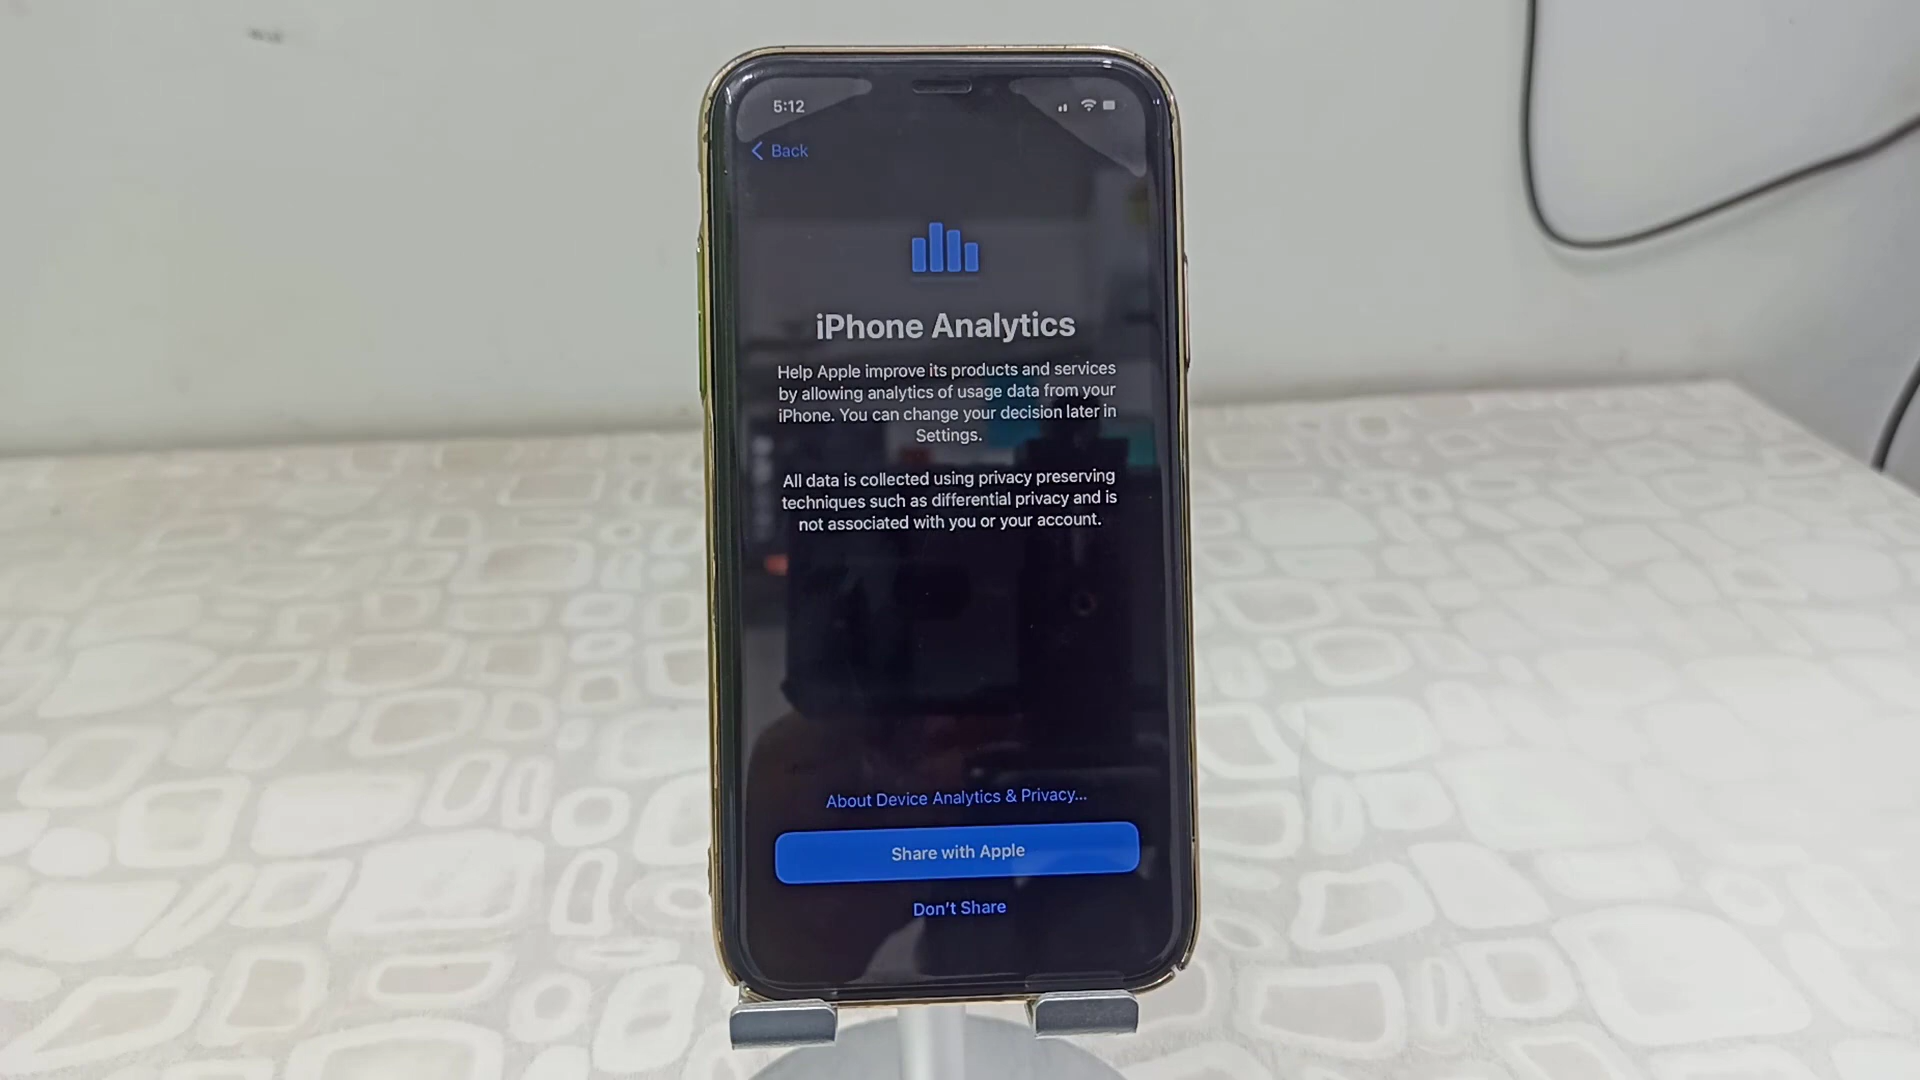 5:12
Back
iPhone Analytics
Help Apple improve its products and services
by allowing analytics of usage data from your
iPhone. You can change your decision later in
Settings.
All data is collected using privacy preserving
techniques such as differential privacy and is
not associated with you or your account.
About Device Analytics & Privacy...
Share with Apple
Don't Share